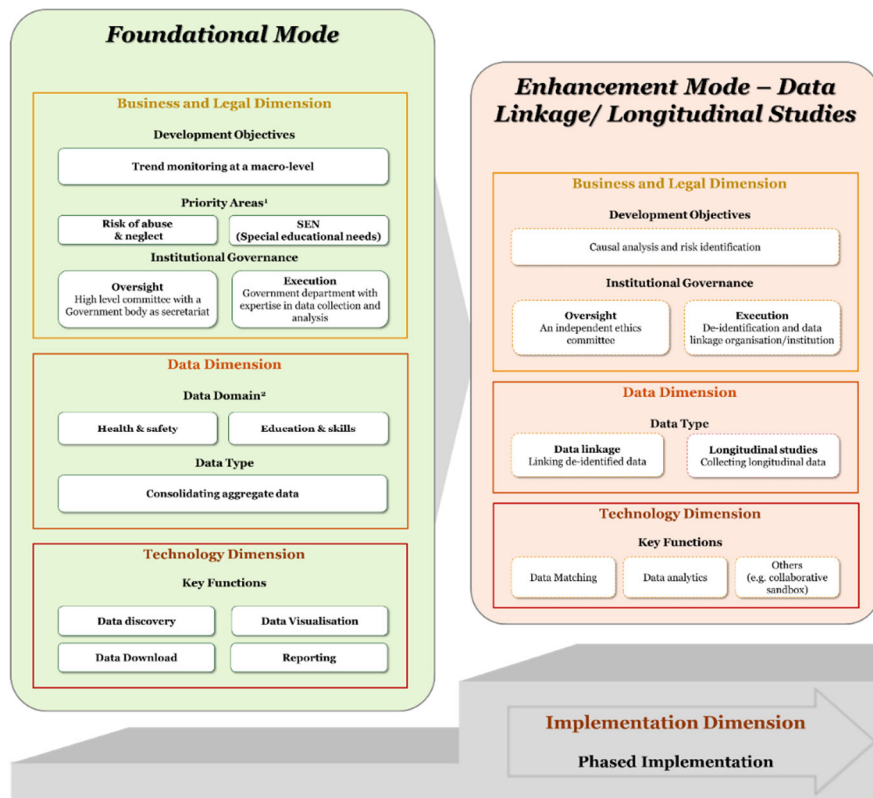 Foundational Mode
Business and Legal Dimension
Development Objectives
Trend monitoring at a macro-level
Priority Areas¹
Risk of abuse
& neglect
SEN
(Special educational needs)
Institutional Governance
Oversight
High level committee with a
Government body as secretariat
Execution
Government department with
expertise in data collection and
analysis
Data Dimension
Data Domain²
Health & safety
Education & skills
Data Type
Consolidating aggregate data
Technology Dimension
Key Functions
Data discovery
Data Visualisation
Data Download
Reporting
Enhancement Mode – Data
Linkage/ Longitudinal Studies
Business and Legal Dimension
Development Objectives
Causal analysis and risk identification
Institutional Governance
Oversight
An independent ethics
committee
Execution
De-identification and data
linkage organisation/institution
Data Dimension
Data Type
Data linkage
Linking de-identified data
Longitudinal studies
Collecting longitudinal data
Technology Dimension
Key Functions
Data Matching
Data analytics
Others
(e.g. collaborative
sandbox)
Implementation Dimension
Phased Implementation